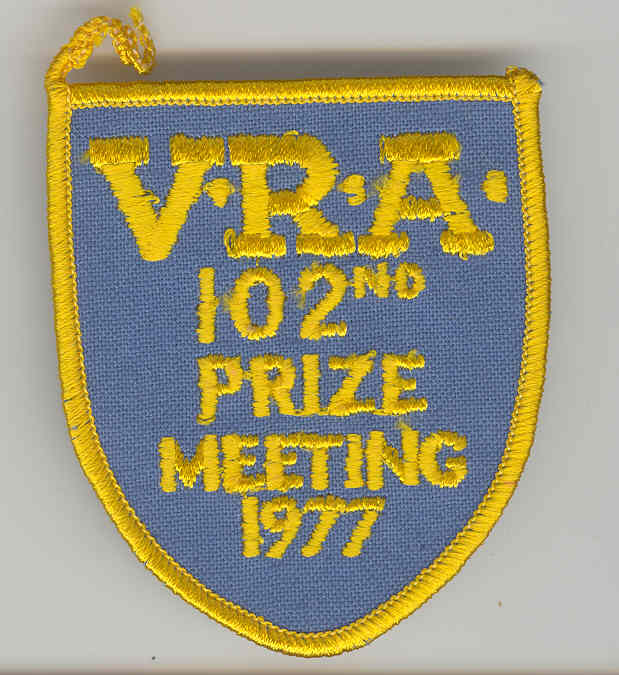 V·R·A·
102ND
PRIZE
MEETING
1977